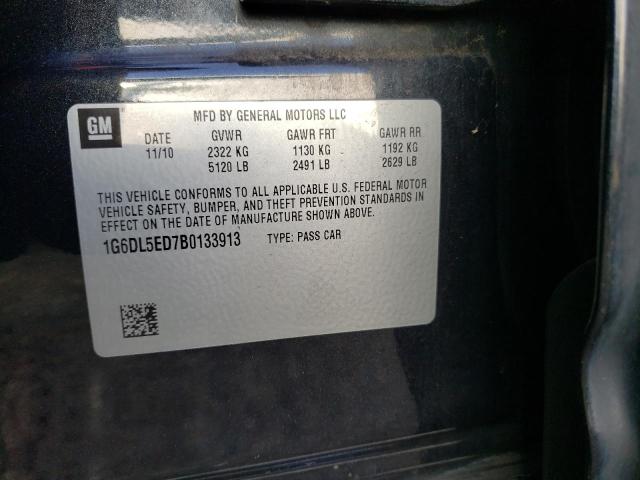 MFD BY GENERAL MOTORS LLC
GM
DATE GVWR GAWR FRT GAWR RR
11/10 2322 KG 1130 KG 1192 KG
5120 LB 2491 LB 2629 LB
THIS VEHICLE CONFORMS TO ALL APPLICABLE U.S. FEDERAL MOTOR
VEHICLE SAFETY, BUMPER, AND THEFT PREVENTION STANDARDS IN
EFFECT ON THE DATE OF MANUFACTURE SHOWN ABOVE.
1G6DL5ED7B0133913 TYPE: PASS CAR